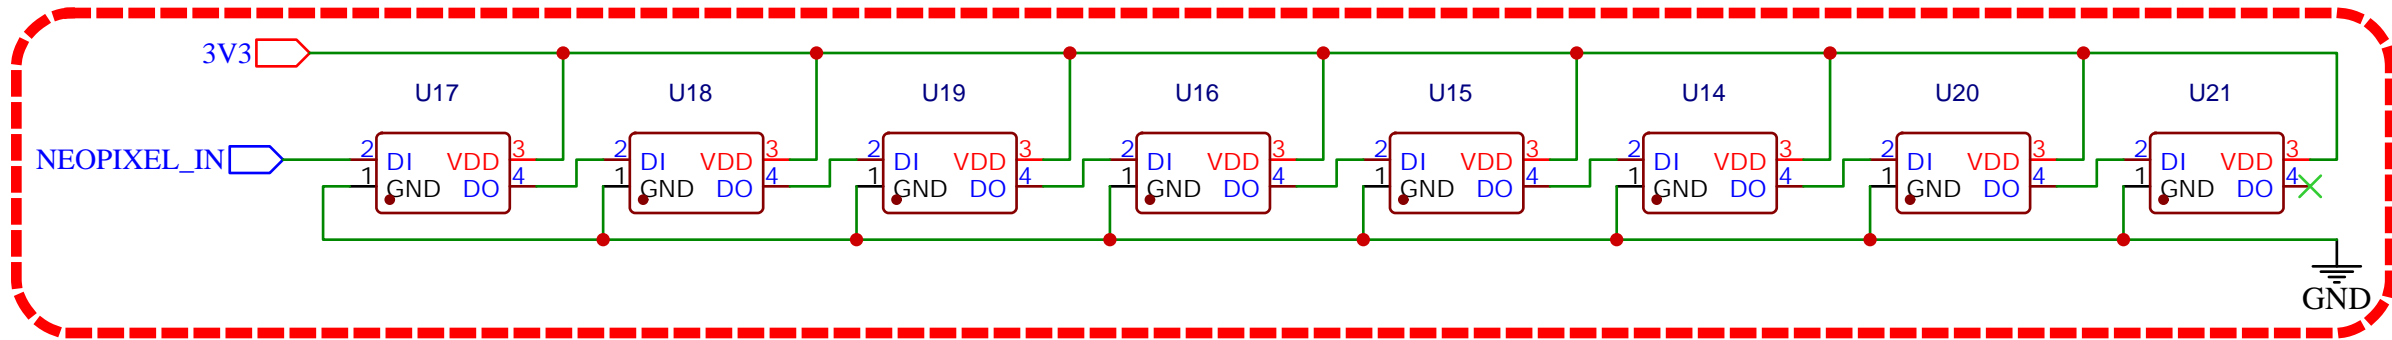 3V3
U17 U18 U19 U16 U15 U14 U20 U21
NEOPIXEL_IN
2 DI VDD 3 2 DI VDD 3 2 DI VDD 3 2 DI VDD 3 2 DI VDD 3 2 DI VDD 3 2 DI VDD 3 2 DI VDD 3
1 GND DO 4 1 GND DO 4 1 GND DO 4 1 GND DO 4 1 GND DO 4 1 GND DO 4 1 GND DO 4 1 GND DO 4
GND